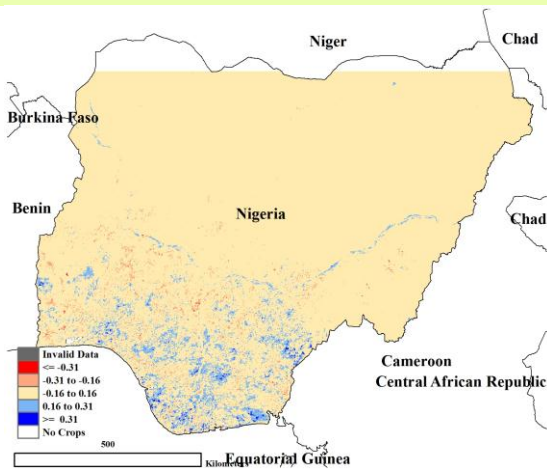 Niger
Chad
Burkina Faso
Benin
Nigeria
Chad
Invalid Data
<= -0.31
-0.31 to -0.16
-0.16 to 0.16
0.16 to 0.31
>= 0.31
No Crops
Cameroon
Central African Republic
500
Equatorial Guinea